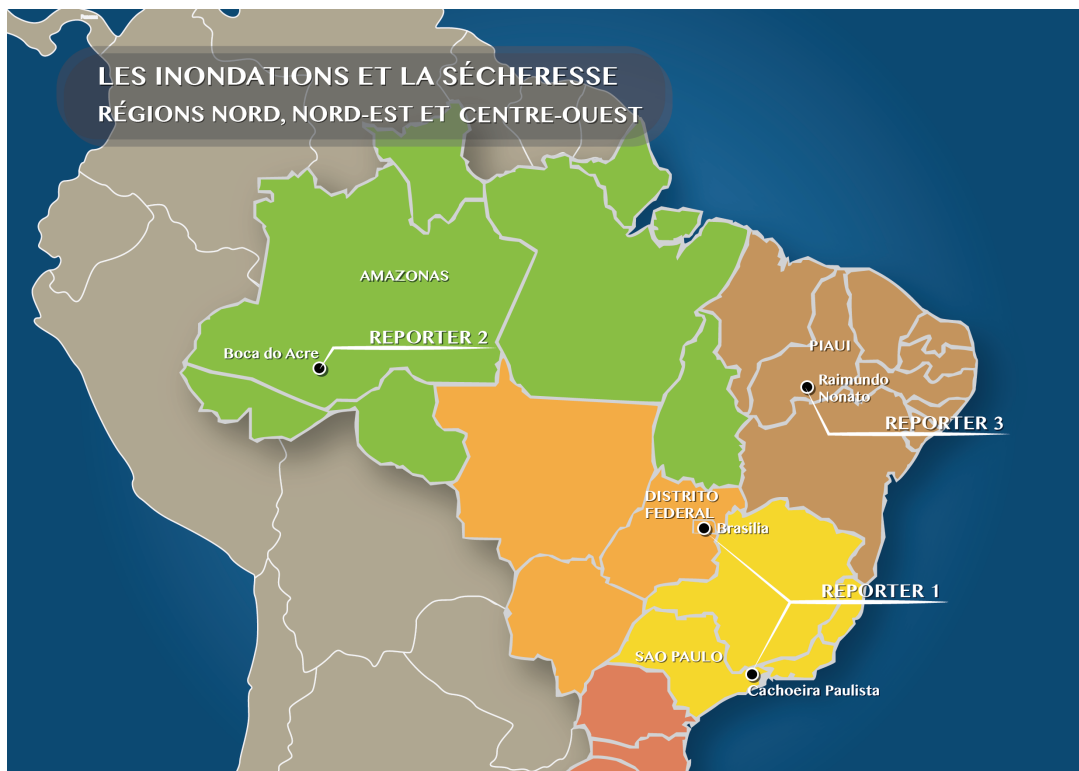 LES INONDATIONS ET LA SÉCHERESSE
RÉGIONS NORD, NORD-EST ET CENTRE-OUEST
AMAZONAS
REPORTER 2
Boca do Acre
PIAUI
Raimundo
Nonato
REPORTER 3
DISTRITO
FEDERAL
Brasilia
REPORTER 1
SAO PAULO
Cachoeira Paulista